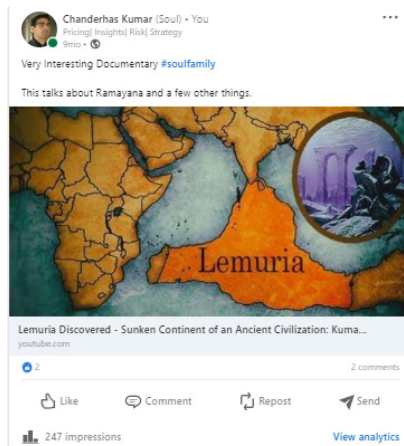 Chanderhas Kumar (Soul) • You
Pricing| Insights| Risk| Strategy
9mo •
Very Interesting Documentary #soulfamily
This talks about Ramayana and a few other things.
Lemuria
Lemuria Discovered - Sunken Continent of an Ancient Civilization: Kuma...
youtube.com
2
2 comments
Like
Comment
Repost
Send
247 impressions
View analytics